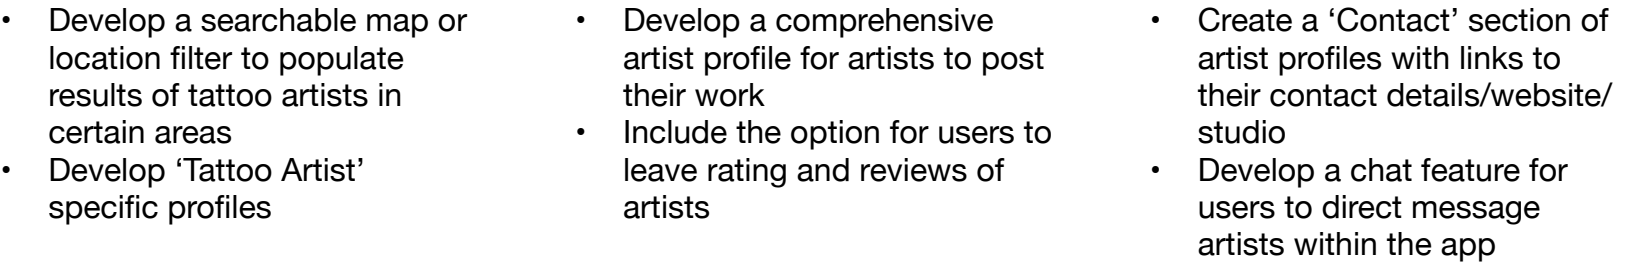 • Develop a searchable map or
location filter to populate
results of tattoo artists in
certain areas
• Develop ‘Tattoo Artist’
specific profiles
• Develop a comprehensive
artist profile for artists to post
their work
• Include the option for users to
leave rating and reviews of
artists
• Create a ‘Contact’ section of
artist profiles with links to
their contact details/website/
studio
• Develop a chat feature for
users to direct message
artists within the app